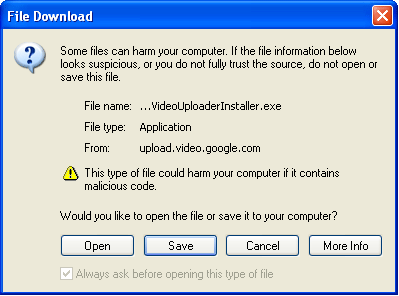 File Download
Some files can harm your computer. If the file information below
looks suspicious, or you do not fully trust the source, do not open or
save this file.
File name: ...VideoUploaderInstaller.exe
File type: Application
From: upload.video.google.com
This type of file could harm your computer if it contains
malicious code.
Would you like to open the file or save it to your computer?
Open Save Cancel More Info
Always ask before opening this type of file